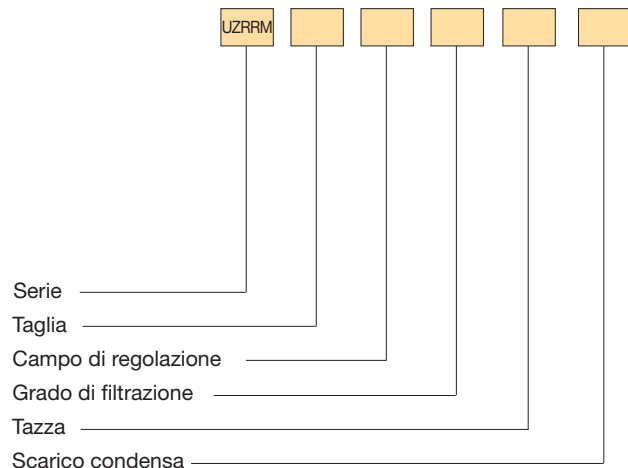 UZRRM
Serie
Taglia
Campo di regolazione
Grado di filtrazione
Tazza
Scarico condensa